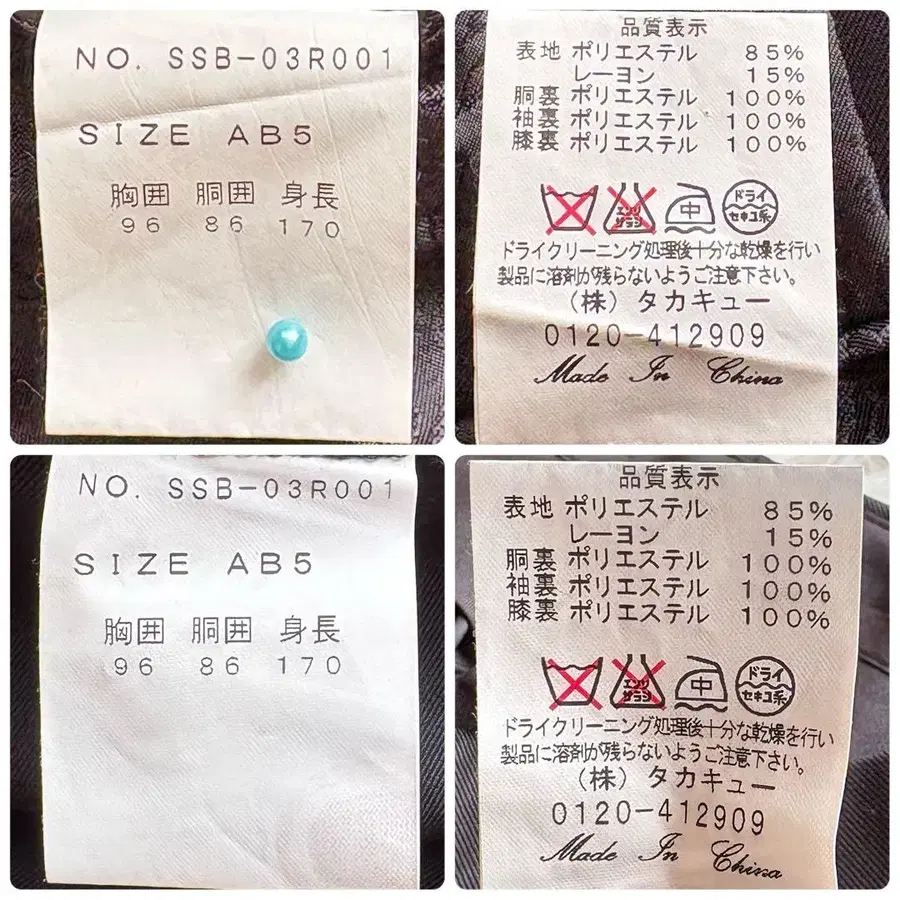 NO. SSB-03R001
SIZE AB5
胸囲 胴囲 身長
96 86 170
品質表示
表地 ポリエステル 85%
レーヨン 15%
胴裏 ポリエステル 100%
袖裏 ポリエステル 100%
膝裏 ポリエステル 100%
エンソ サラシ 中 ドライ セキユ系
ドライクリーニング処理後十分な乾燥を行い
製品に溶剤が残らないようご注意下さい。
(株) タカキュー
0120-412909
Made In China
NO. SSB-03R001
SIZE AB5
胸囲 胴囲 身長
96 86 170
品質表示
表地 ポリエステル 85%
レーヨン 15%
胴裏 ポリエステル 100%
袖裏 ポリエステル 100%
膝裏 ポリエステル 100%
エンソ サラシ 中 ドライ セキユ系
ドライクリーニング処理後十分な乾燥を行い
製品に溶剤が残らないようご注意下さい。
(株) タカキュー
0120-412909
Made In China